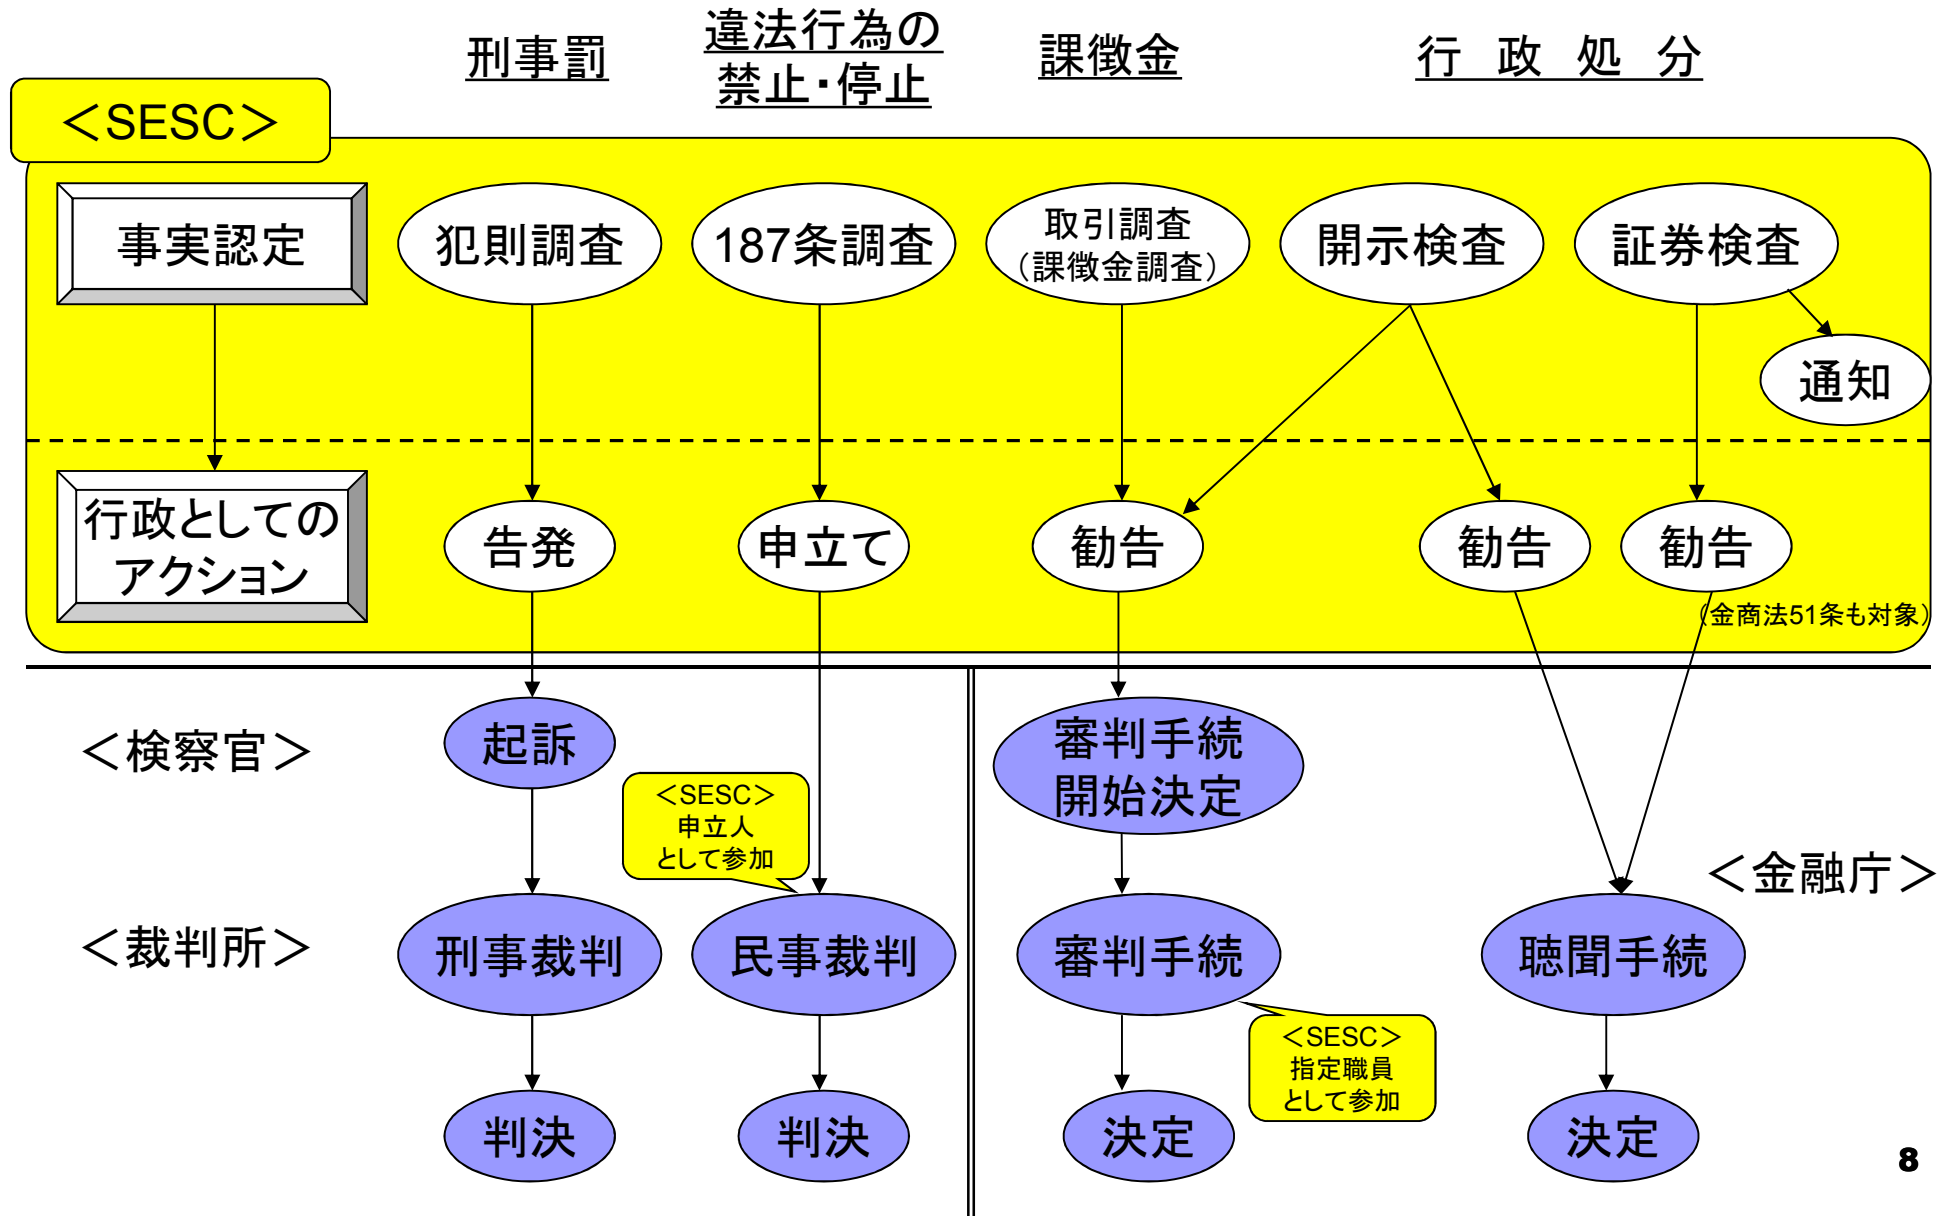 刑事罰
違法行為の
禁止・停止
課徴金
行 政 処 分
＜SESC＞
事実認定
犯則調査
187条調査
取引調査
（課徴金調査）
開示検査
証券検査
通知
行政としての
アクション
告発
申立て
勧告
勧告
勧告
（金商法51条も対象）
＜検察官＞
起訴
審判手続
開始決定
＜SESC＞
申立人
として参加
＜金融庁＞
＜裁判所＞
刑事裁判
民事裁判
審判手続
聴聞手続
＜SESC＞
指定職員
として参加
判決
判決
決定
決定
8